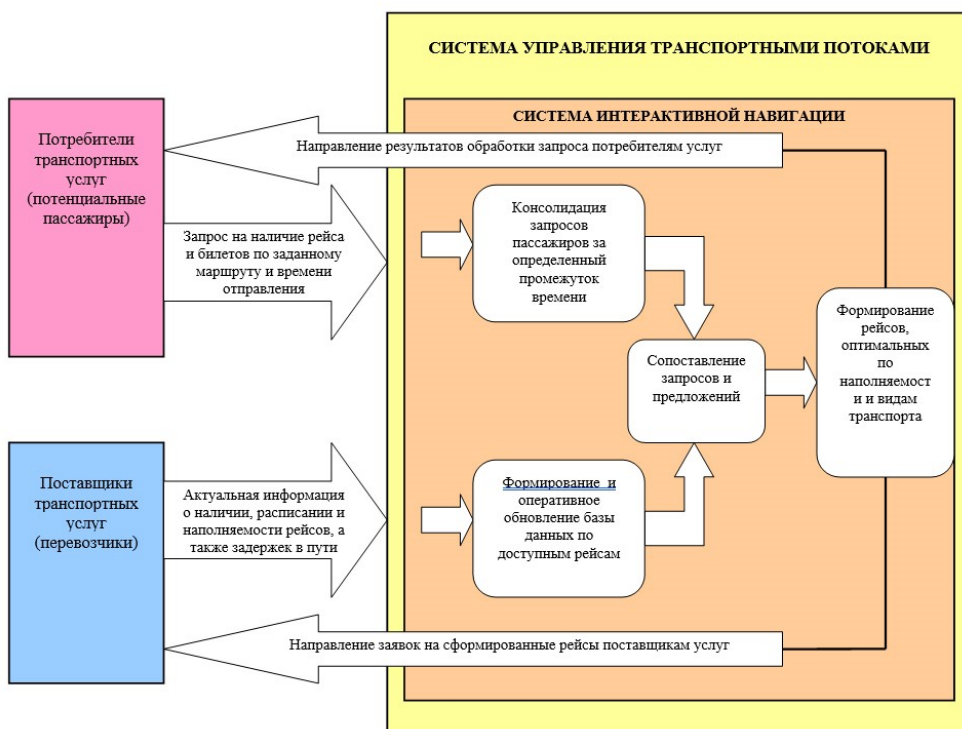 СИСТЕМА УПРАВЛЕНИЯ ТРАНСПОРТНЫМИ ПОТОКАМИ
СИСТЕМА ИНТЕРАКТИВНОЙ НАВИГАЦИИ
Потребители
транспортных
услуг
(потенциальные
пассажиры)
Направление результатов обработки запроса потребителям услуг
Запрос на наличие рейса
и билетов по заданному
маршруту и времени
отправления
Консолидация
запросов
пассажиров за
определенный
промежуток
времени
Сопоставление
запросов и
предложений
Формирование
рейсов,
оптимальных
по
наполняемост
и и видам
транспорта
Поставщики
транспортных
услуг
(перевозчики)
Актуальная информация
о наличии, расписании и
наполняемости рейсов, а
также задержек в пути
Формирование и
оперативное
обновление базы
данных по
доступным рейсам
Направление заявок на сформированные рейсы поставщикам услуг